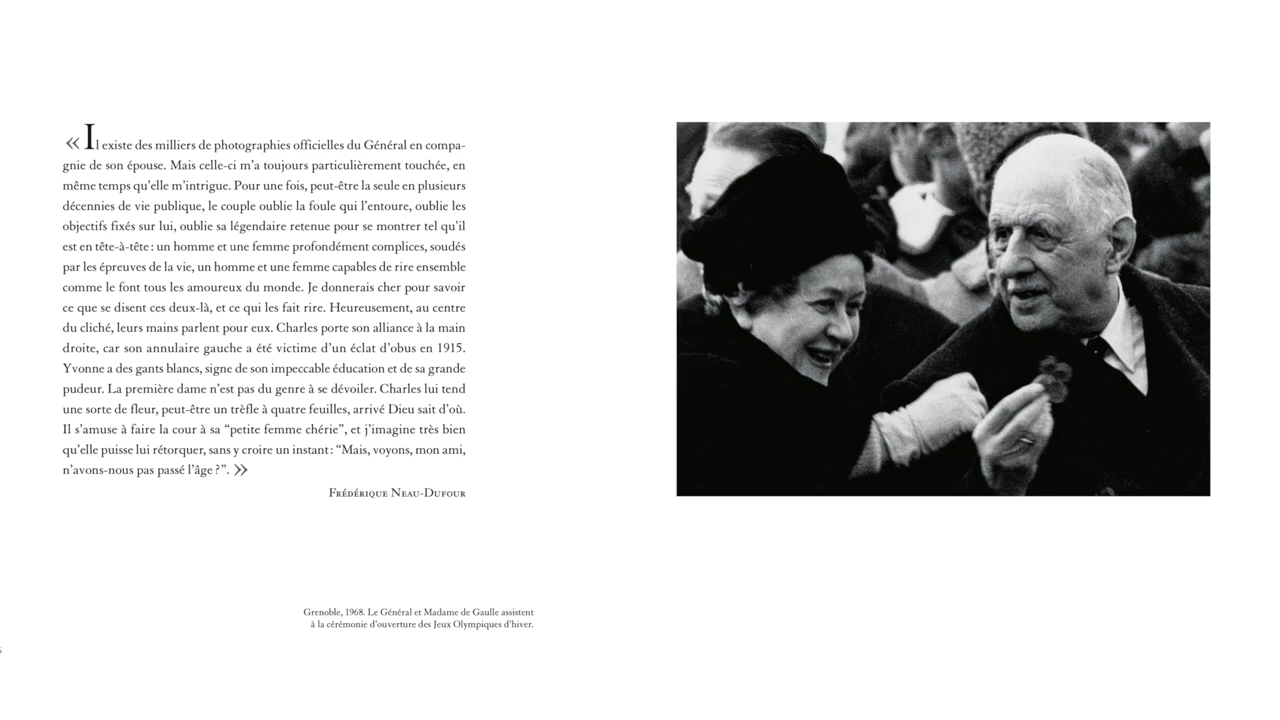 « Il existe des milliers de photographies officielles du Général en compa-
gnie de son épouse. Mais celle-ci m’a toujours particulièrement touchée, en
même temps qu’elle m’intrigue. Pour une fois, peut-être la seule en plusieurs
décennies de vie publique, le couple oublie la foule qui l’entoure, oublie les
objectifs fixés sur lui, oublie sa légendaire retenue pour se montrer tel qu’il
est en tête-à-tête : un homme et une femme profondément complices, soudés
par les épreuves de la vie, un homme et une femme capables de rire ensemble
comme le font tous les amoureux du monde. Je donnerais cher pour savoir
ce que se disent ces deux-là, et ce qui les fait rire. Heureusement, au centre
du cliché, leurs mains parlent pour eux. Charles porte son alliance à la main
droite, car son annulaire gauche a été victime d’un éclat d’obus en 1915.
Yvonne a des gants blancs, signe de son impeccable éducation et de sa grande
pudeur. La première dame n’est pas du genre à se dévoiler. Charles lui tend
une sorte de fleur, peut-être un trèfle à quatre feuilles, arrivé Dieu sait d’où.
Il s’amuse à faire la cour à sa “petite femme chérie”, et j’imagine très bien
qu’elle puisse lui rétorquer, sans y croire un instant : “Mais, voyons, mon ami,
n’avons-nous pas passé l’âge ?”. »
Frédérique Neau-Dufour
Grenoble, 1968. Le Général et Madame de Gaulle assistent
à la cérémonie d’ouverture des Jeux Olympiques d’hiver.